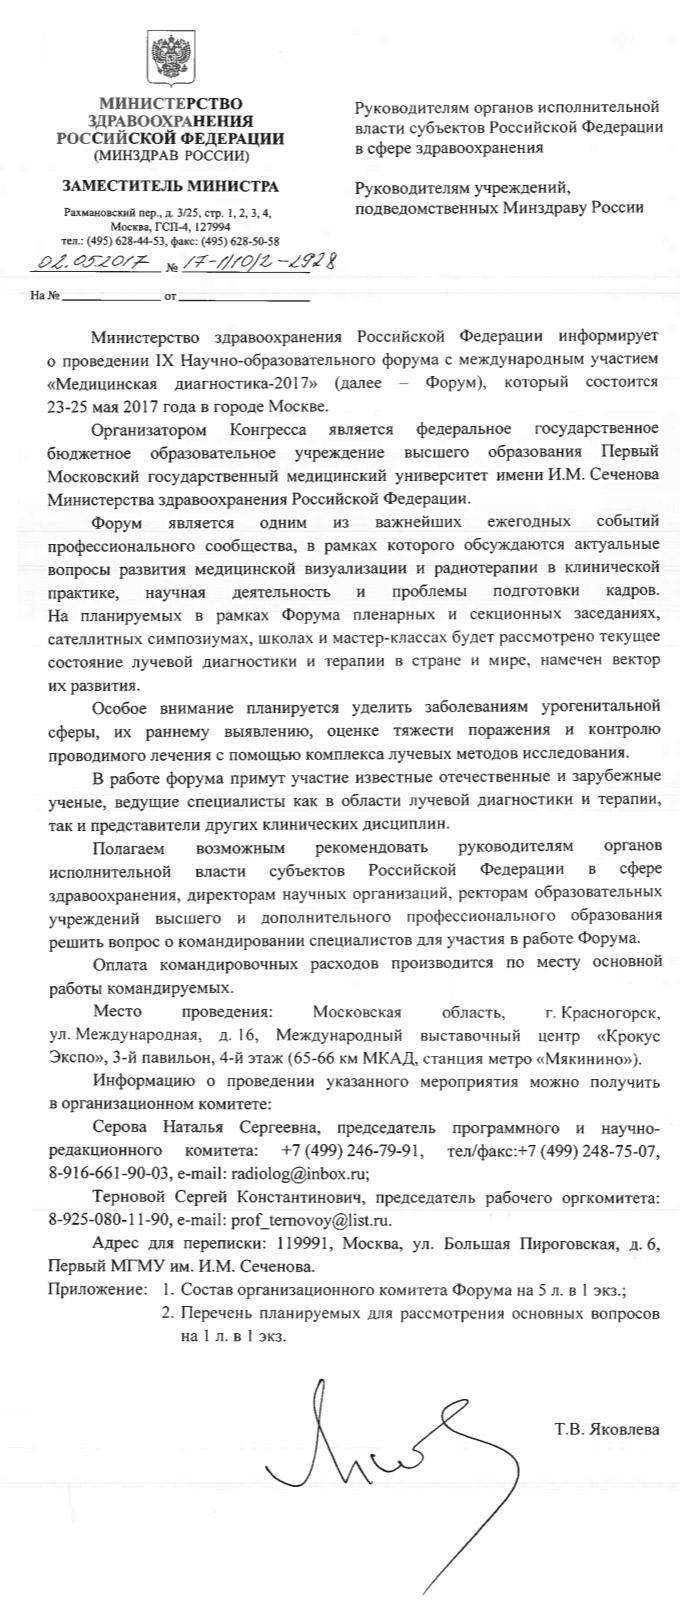 МИНИСТЕРСТВО
ЗДРАВООХРАНЕНИЯ
РОССИЙСКОЙ ФЕДЕРАЦИИ
(МИНЗДРАВ РОССИИ)
ЗАМЕСТИТЕЛЬ МИНИСТРА
Рахмановский пер., д. 3/25, стр. 1, 2, 3, 4,
Москва, ГСП-4, 127994
тел.: (495) 628-44-53, факс: (495) 628-50-58
02.05.2017 № 17-1/10/2-2928
На № ____________ от ____________
Руководителям органов исполнительной
власти субъектов Российской Федерации
в сфере здравоохранения
Руководителям учреждений,
подведомственных Минздраву России
Министерство здравоохранения Российской Федерации информирует
о проведении IX Научно-образовательного форума с международным участием
«Медицинская диагностика-2017» (далее – Форум), который состоится
23-25 мая 2017 года в городе Москве.
Организатором Конгресса является федеральное государственное
бюджетное образовательное учреждение высшего образования Первый
Московский государственный медицинский университет имени И.М. Сеченова
Министерства здравоохранения Российской Федерации.
Форум является одним из важнейших ежегодных событий
профессионального сообщества, в рамках которого обсуждаются актуальные
вопросы развития медицинской визуализации и радиотерапии в клинической
практике, научная деятельность и проблемы подготовки кадров.
На планируемых в рамках Форума пленарных и секционных заседаниях,
сателлитных симпозиумах, школах и мастер-классах будет рассмотрено текущее
состояние лучевой диагностики и терапии в стране и мире, намечен вектор
их развития.
Особое внимание планируется уделить заболеваниям урогенитальной
сферы, их раннему выявлению, оценке тяжести поражения и контролю
проводимого лечения с помощью комплекса лучевых методов исследования.
В работе форума примут участие известные отечественные и зарубежные
ученые, ведущие специалисты как в области лучевой диагностики и терапии,
так и представители других клинических дисциплин.
Полагаем возможным рекомендовать руководителям органов
исполнительной власти субъектов Российской Федерации в сфере
здравоохранения, директорам научных организаций, ректорам образовательных
учреждений высшего и дополнительного профессионального образования
решить вопрос о командировании специалистов для участия в работе Форума.
Оплата командировочных расходов производится по месту основной
работы командируемых.
Место проведения: Московская область, г. Красногорск,
ул. Международная, д. 16, Международный выставочный центр «Крокус
Экспо», 3-й павильон, 4-й этаж (65-66 км МКАД, станция метро «Мякинино»).
Информацию о проведении указанного мероприятия можно получить
в организационном комитете:
Серова Наталья Сергеевна, председатель программного и научно-
редакционного комитета: +7 (499) 246-79-91, тел/факс:+7 (499) 248-75-07,
8-916-661-90-03, e-mail: radiolog@inbox.ru;
Терновой Сергей Константинович, председатель рабочего оргкомитета:
8-925-080-11-90, e-mail: prof_ternovoy@list.ru.
Адрес для переписки: 119991, Москва, ул. Большая Пироговская, д. 6,
Первый МГМУ им. И.М. Сеченова.
Приложение: 1. Состав организационного комитета Форума на 5 л. в 1 экз.;
2. Перечень планируемых для рассмотрения основных вопросов
на 1 л. в 1 экз.
Т.В. Яковлева